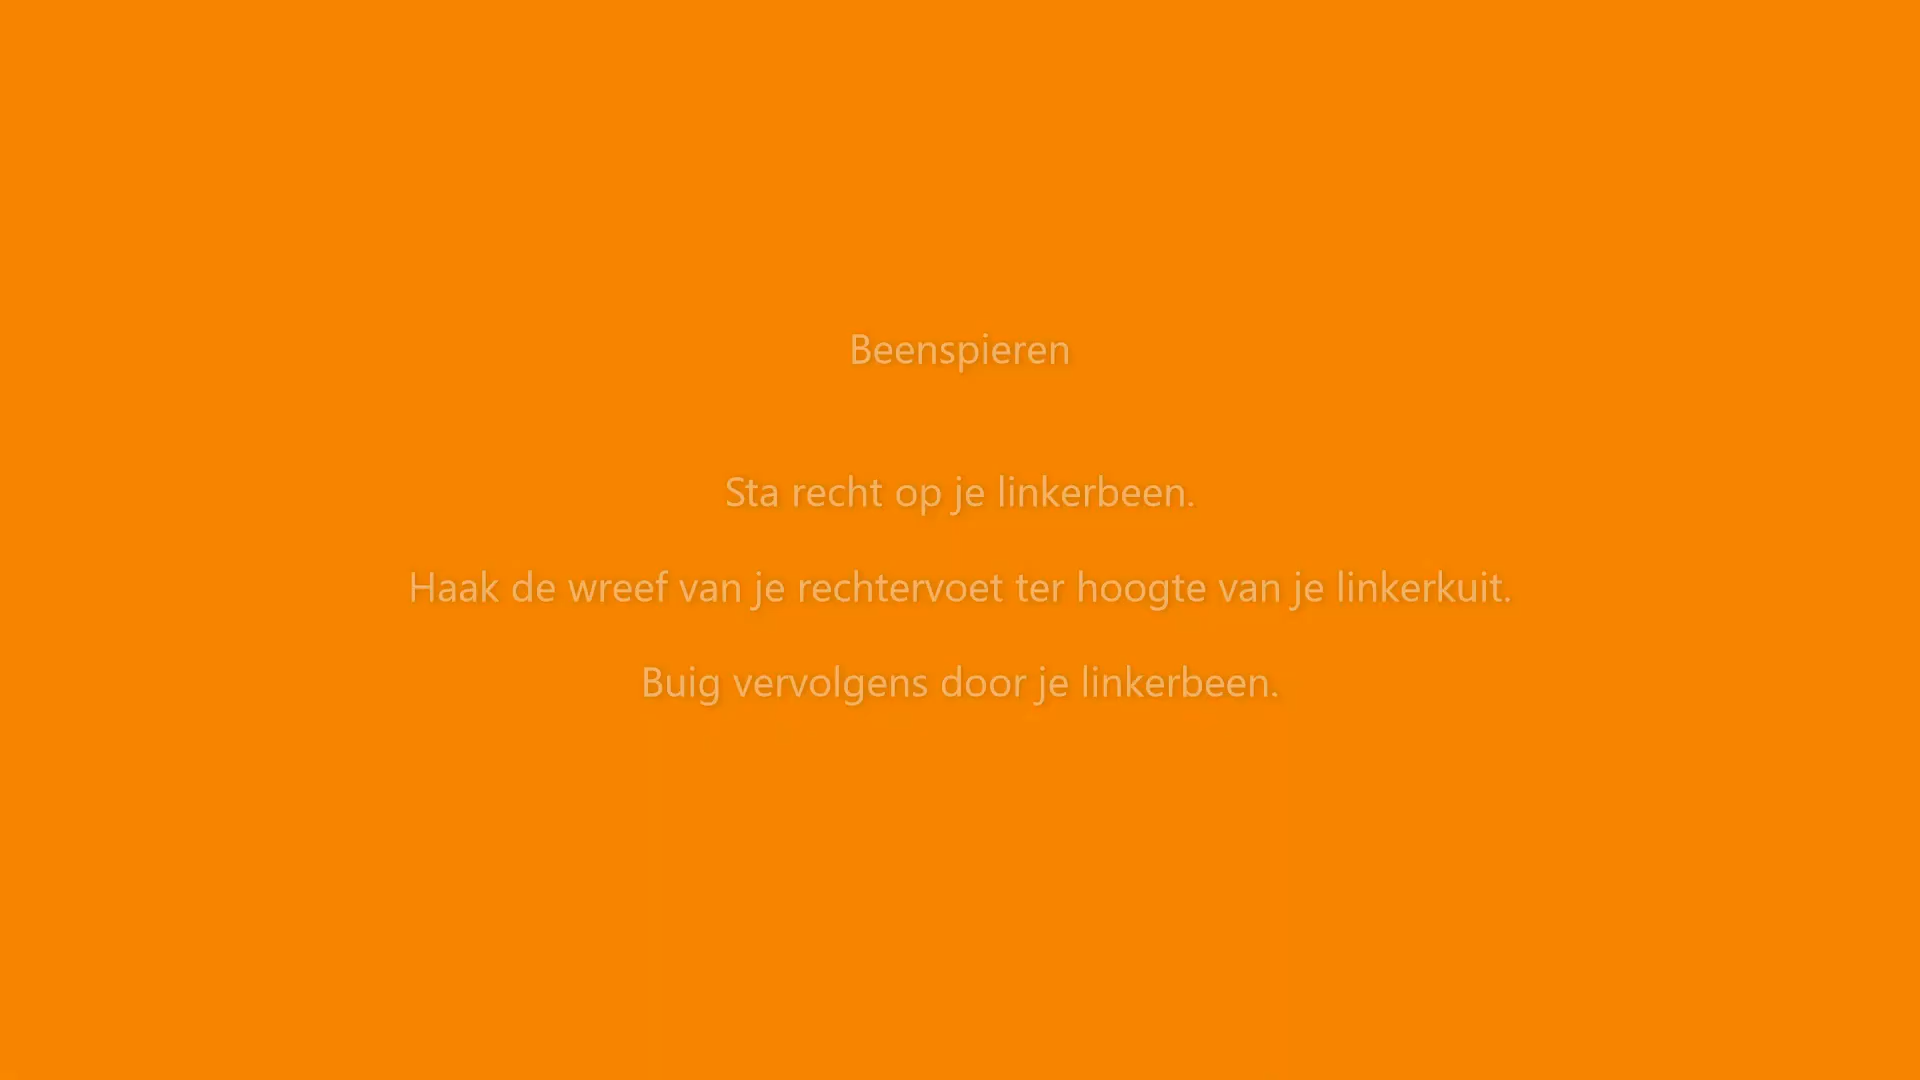 Beenspieren
Sta recht op je linkerbeen.
Haak de wreef van je rechtervoet ter hoogte van je linkerkuit.
Buig vervolgens door je linkerbeen.